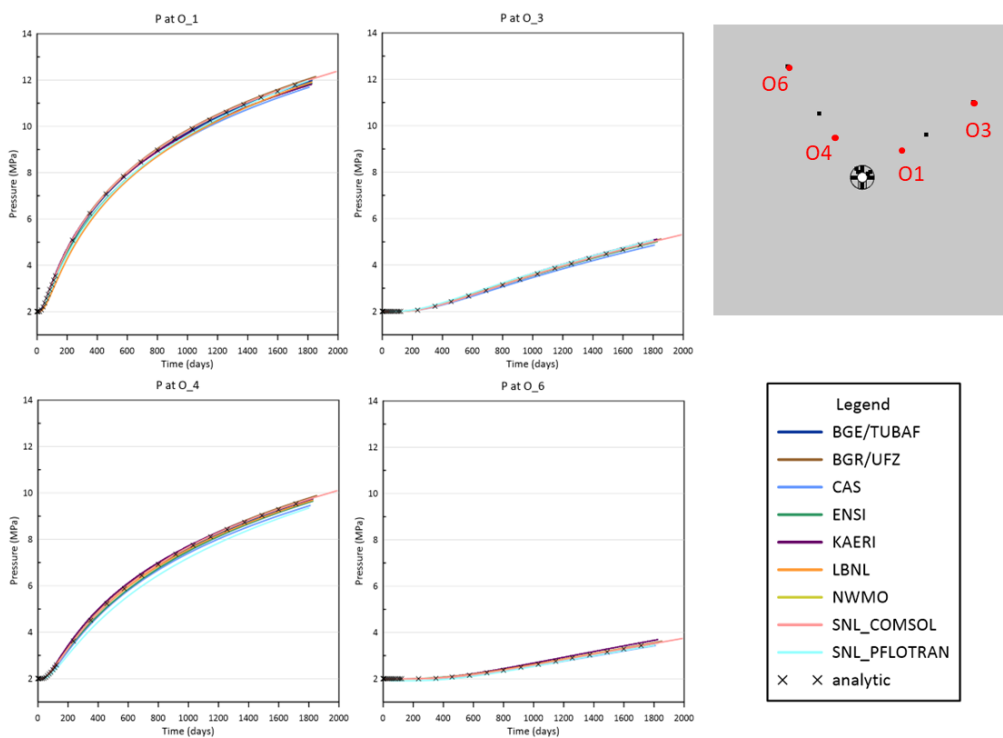 P at O_1
14
12
10
8
6
4
2
Pressure (MPa)
0 200 400 600 800 1000 1200 1400 1600 1800 2000
Time (days)
P at O_3
14
12
10
8
6
4
2
Pressure (MPa)
0 200 400 600 800 1000 1200 1400 1600 1800 2000
Time (days)
O6
O3
O4
O1
P at O_4
14
12
10
8
6
4
2
Pressure (MPa)
0 200 400 600 800 1000 1200 1400 1600 1800 2000
Time (days)
P at O_6
14
12
10
8
6
4
2
Pressure (MPa)
0 200 400 600 800 1000 1200 1400 1600 1800 2000
Time (days)
Legend
BGE/TUBAF
BGR/UFZ
CAS
ENSI
KAERI
LBNL
NWMO
SNL_COMSOL
SNL_PFLOTRAN
analytic